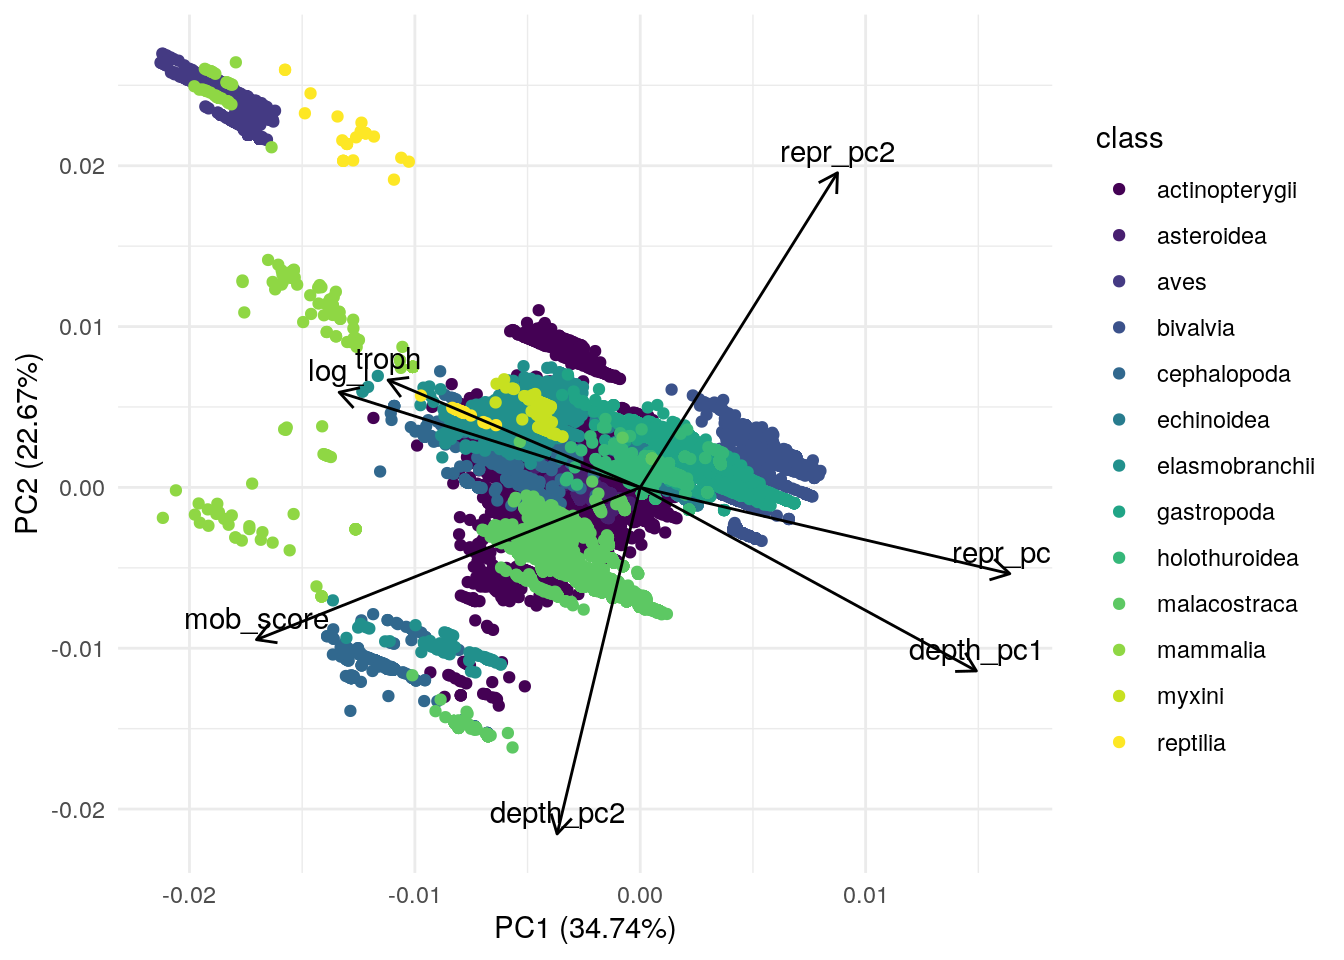 repr_pc2
log_l
troph
repr_pc
mob_score
depth_pc1
depth_pc2
0.02
0.01
0.00
-0.01
-0.02
PC2 (22.67%)
-0.02
-0.01
0.00
0.01
PC1 (34.74%)
class
actinopterygii
asteroidea
aves
bivalvia
cephalopoda
echinoidea
elasmobranchii
gastropoda
holothuroidea
malacostraca
mammalia
myxini
reptilia